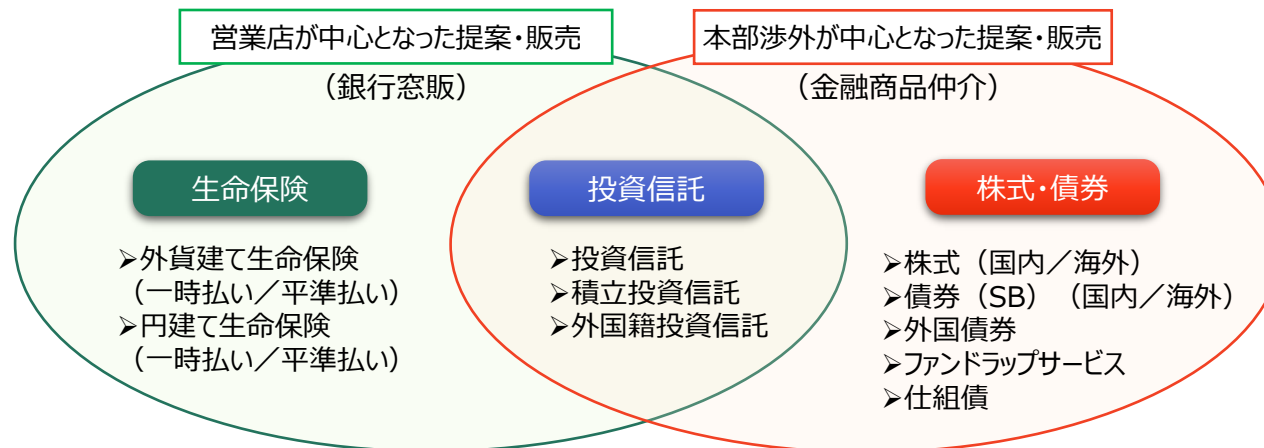 営業店が中心となった提案・販売
（銀行窓販）
本部渉外が中心となった提案・販売
（金融商品仲介）
生命保険
➢外貨建て生命保険
（一時払い／平準払い）
➢円建て生命保険
（一時払い／平準払い）
投資信託
➢投資信託
➢積立投資信託
➢外国籍投資信託
株式・債券
➢株式（国内／海外）
➢債券（SB）（国内／海外）
➢外国債券
➢ファンドラップサービス
➢仕組債